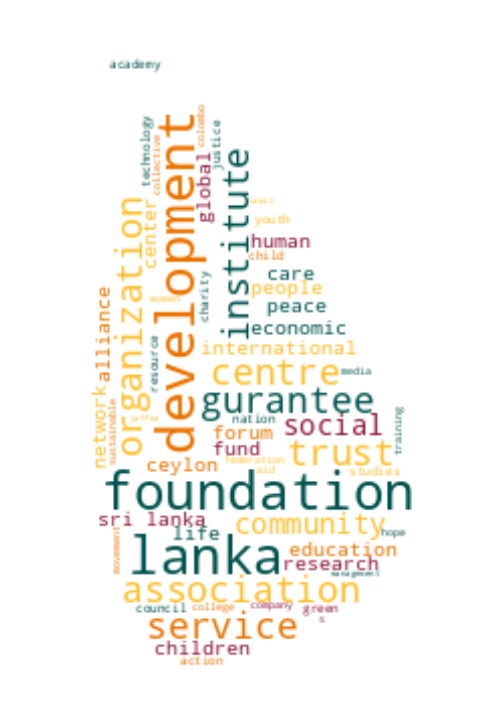 academy
technology
collective
development
colombo
justice
global
institute
organization
center
youth
human
child
care
people
women
charity
peace
economic
alliance
resource
international
centre
media
gurantee
network
sustainable
nation
social
training
forum
fund
trust
ceylon
federation
aid
studies
foundation
sri lanka
community
life
hope
movement
lanka
education
research
management
association
council
college
company
green
s
service
children
action